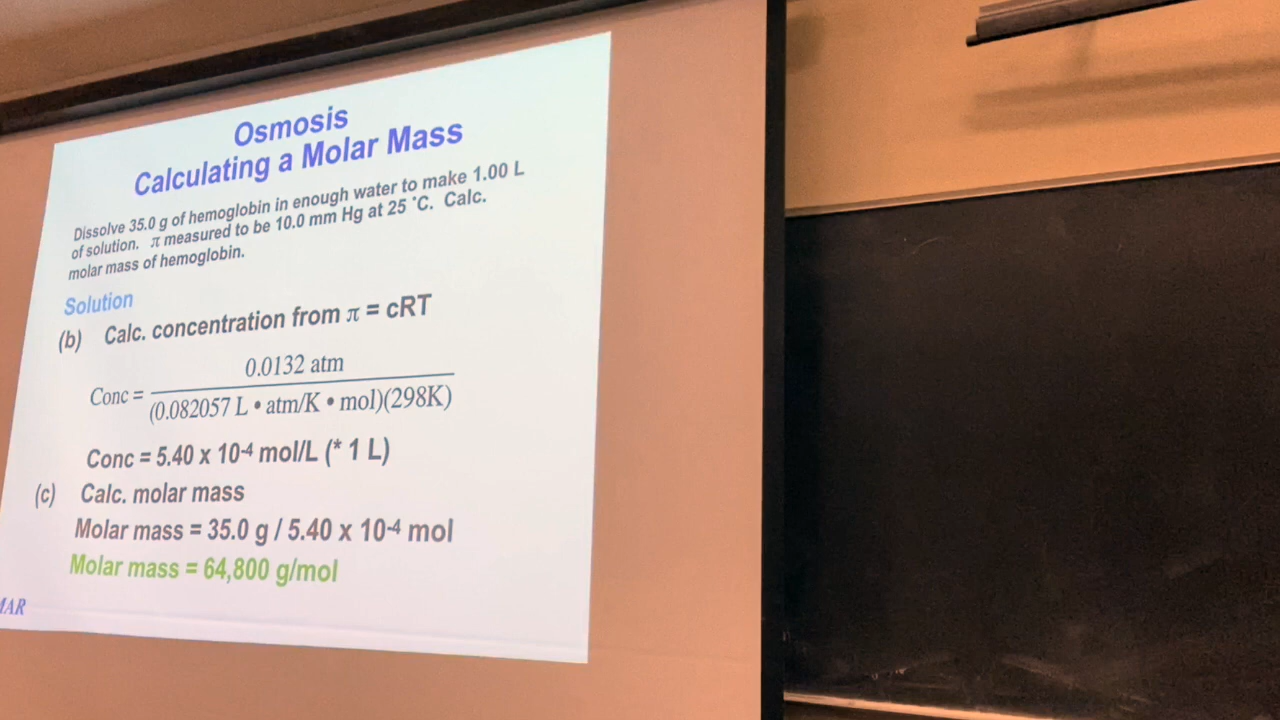 Osmosis
Calculating a Molar Mass
Dissolve 35.0 g of hemoglobin in enough water to make 1.00 L
of solution. π measured to be 10.0 mm Hg at 25 ˚C. Calc.
molar mass of hemoglobin.
Solution
(b) Calc. concentration from π = cRT
0.0132 atm
Conc =
(0.082057 L • atm/K • mol)(298K)
Conc = 5.40 x 10⁻⁴ mol/L (* 1 L)
(c) Calc. molar mass
Molar mass = 35.0 g / 5.40 x 10⁻⁴ mol
Molar mass = 64,800 g/mol